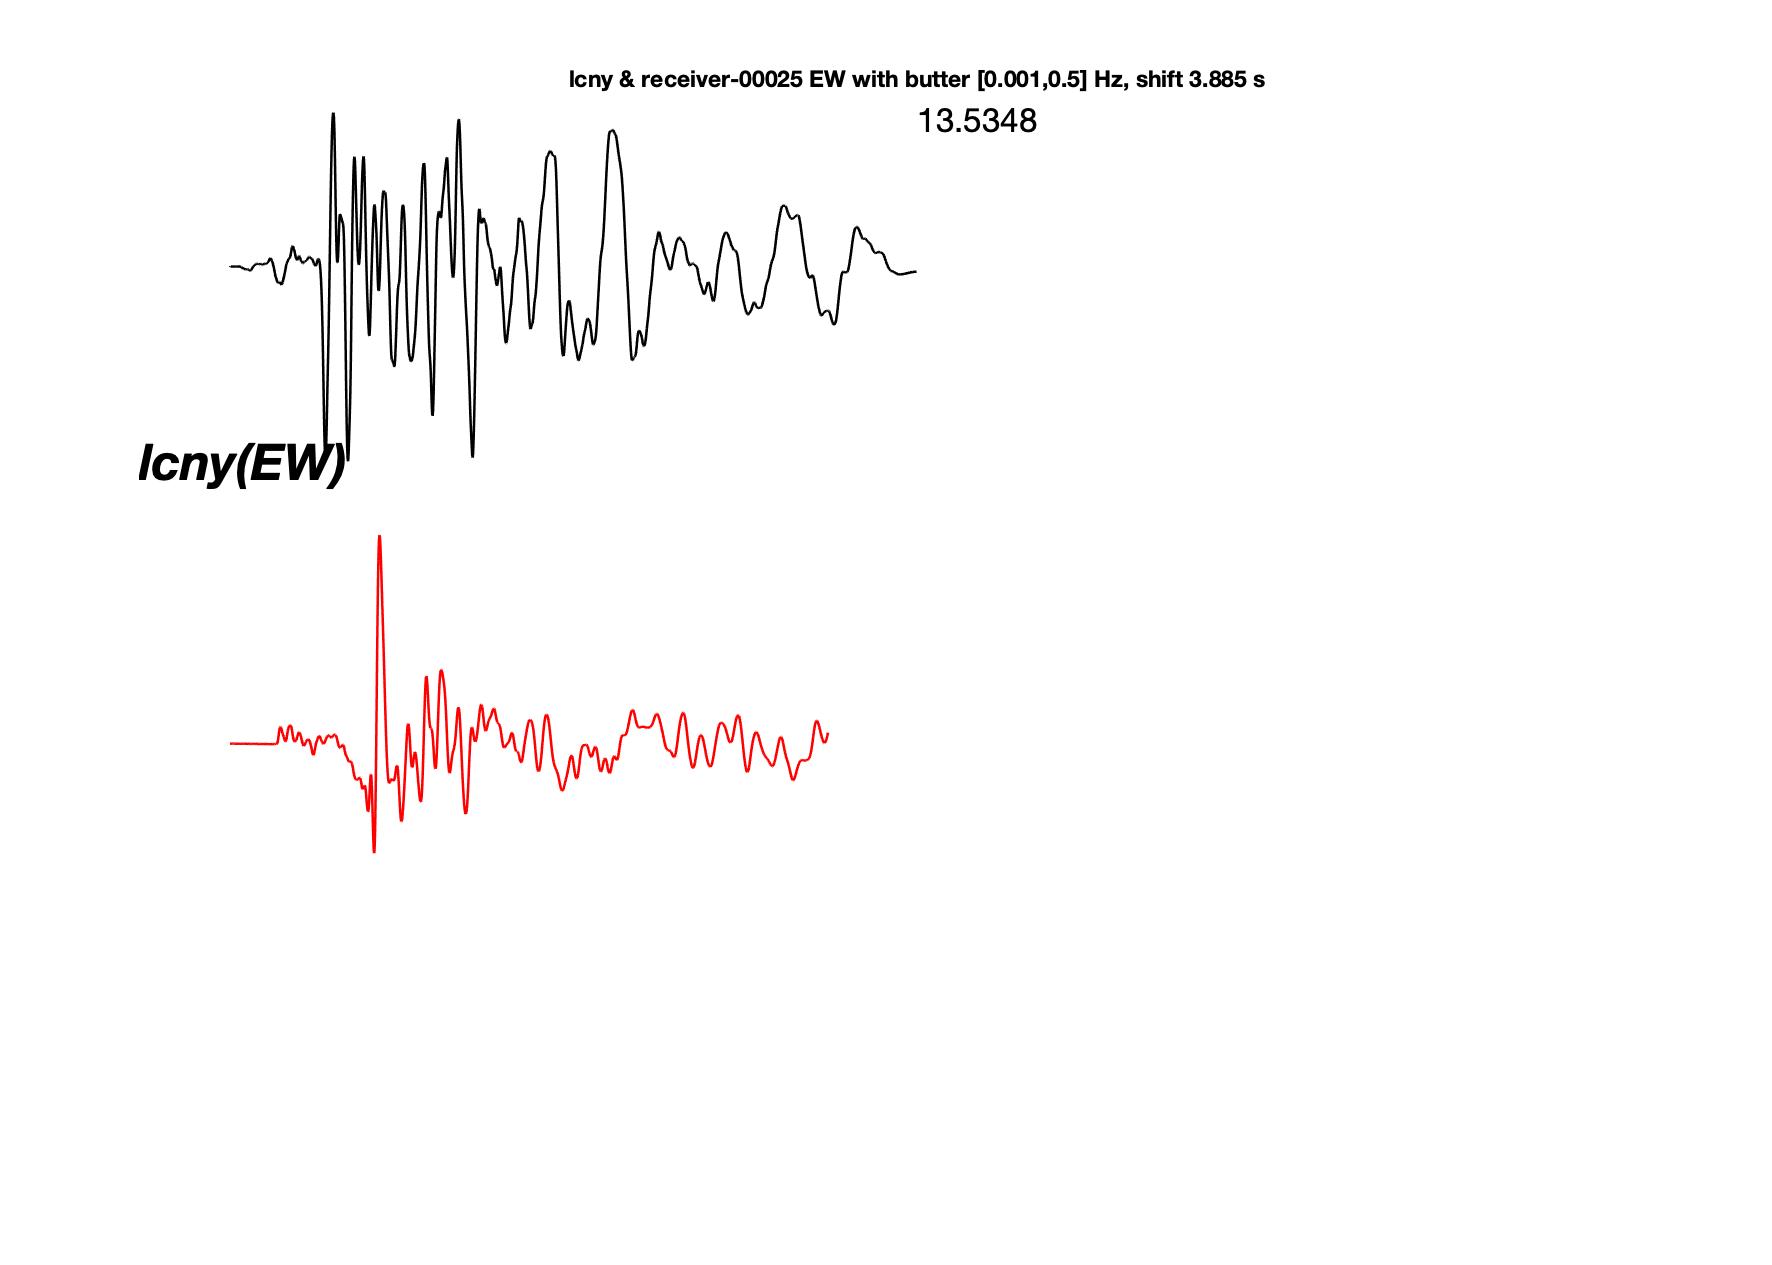 lcny & receiver-00025 EW with butter [0.001,0.5] Hz, shift 3.885 s
13.5348
lcny(EW)